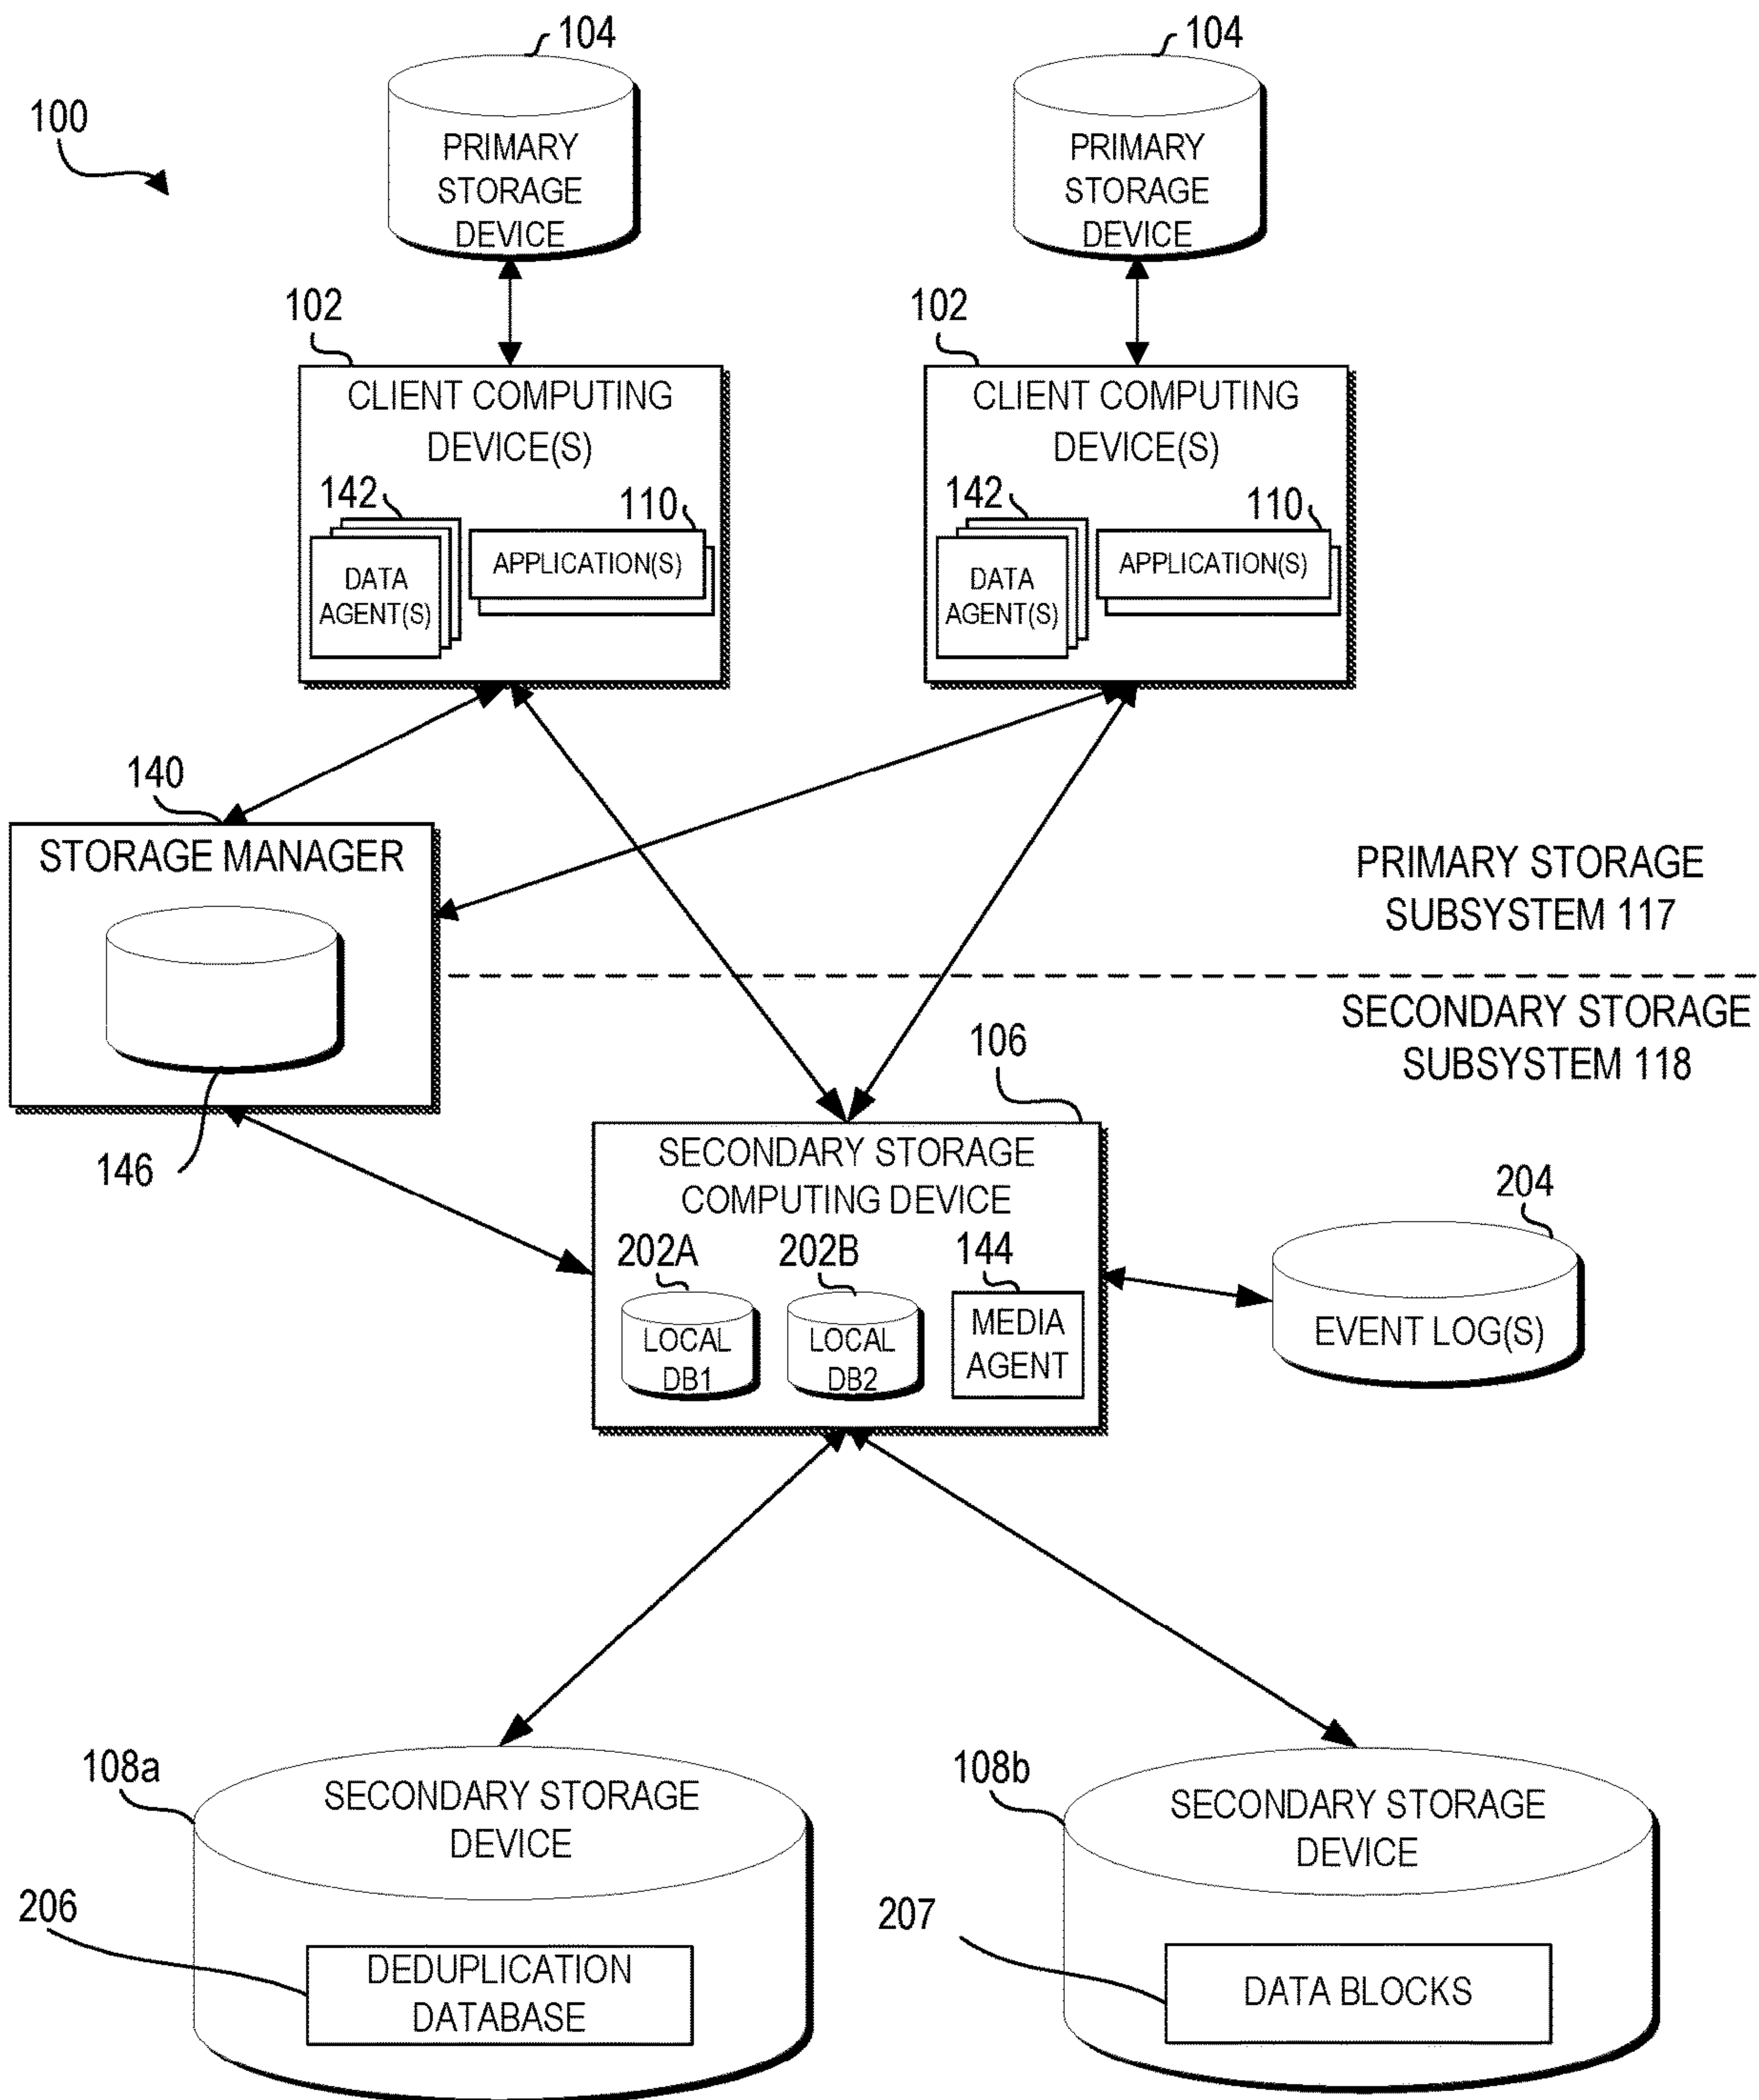 104
104
100
PRIMARY
STORAGE
DEVICE
PRIMARY
STORAGE
DEVICE
102
102
CLIENT COMPUTING
DEVICE(S)
CLIENT COMPUTING
DEVICE(S)
142
110
142
110
DATA
AGENT(S)
APPLICATION(S)
DATA
AGENT(S)
APPLICATION(S)
140
STORAGE MANAGER
PRIMARY STORAGE
SUBSYSTEM 117
SECONDARY STORAGE
SUBSYSTEM 118
146
106
SECONDARY STORAGE
COMPUTING DEVICE
202A
202B
144
LOCAL
DB1
LOCAL
DB2
MEDIA
AGENT
204
EVENT LOG(S)
108a
SECONDARY STORAGE
DEVICE
108b
SECONDARY STORAGE
DEVICE
206
DEDUPLICATION
DATABASE
207
DATA BLOCKS